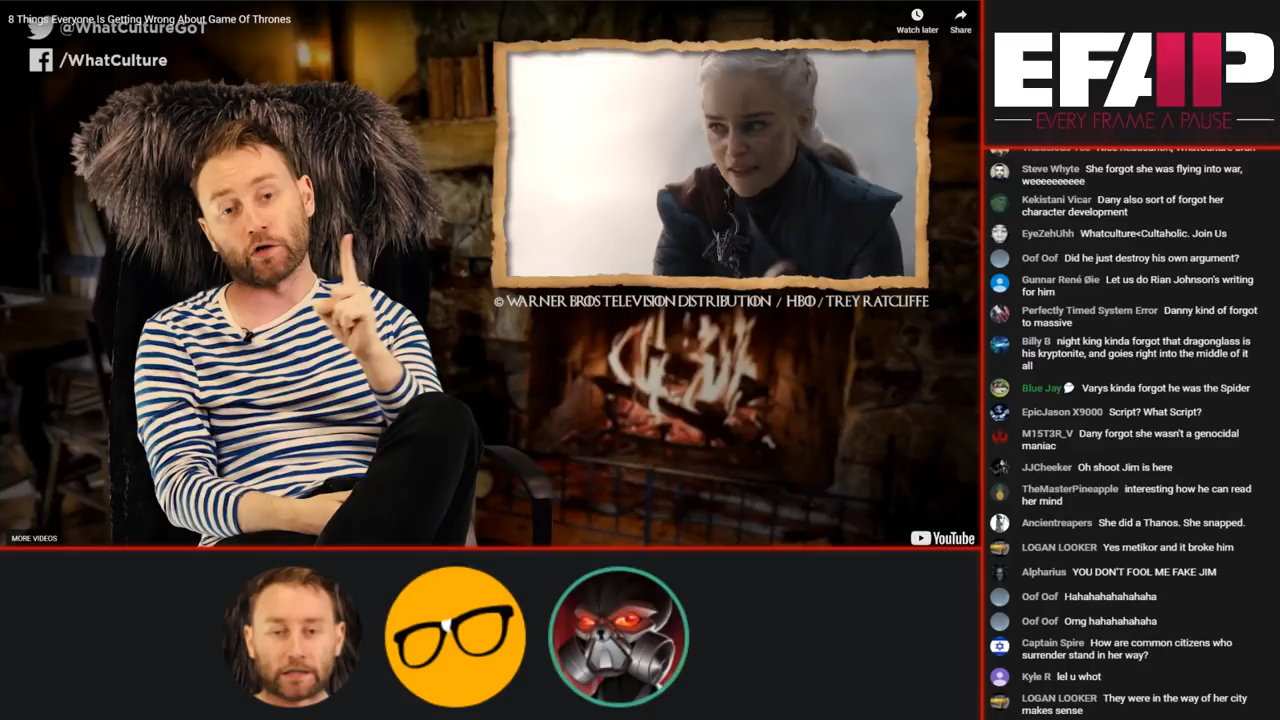 8 Things Everyone Is Getting Wrong About Game Of Thrones
@WhatCultureGoT
/WhatCulture
Watch later
Share
© WARNER BROS TELEVISION DISTRIBUTION / HBO / TREY RATCLIFFE
MORE VIDEOS
YouTube
EFAP
EVERY FRAME A PAUSE
Steve Whyte She forgot she was flying into war,
weeeeeeeeee
Kekistani Vicar Dany also sort of forgot her
character development
EyeZehUhh Whatculture<Cultaholic. Join Us
Oof Oof Did he just destroy his own argument?
Gunnar René Øie Let us do Rian Johnson's writing
for him
Perfectly Timed System Error Danny kind of forgot
to massive
Billy B night king kinda forgot that dragonglass is
his kryptonite, and goies right into the middle of it
all
Blue Jay Varys kinda forgot he was the Spider
EpicJason X9000 Script? What Script?
M15T3R_V Dany forgot she wasn't a genocidal
maniac
JJCheeker Oh shoot Jim is here
TheMasterPineapple interesting how he can read
her mind
Ancientreapers She did a Thanos. She snapped.
LOGAN LOOKER Yes metikor and it broke him
Alpharius YOU DON'T FOOL ME FAKE JIM
Oof Oof Hahahahahahaha
Oof Oof Omg hahahahahaha
Captain Spire How are common citizens who
surrender stand in her way?
Kyle R lel u whot
LOGAN LOOKER They were in the way of her city
makes sense